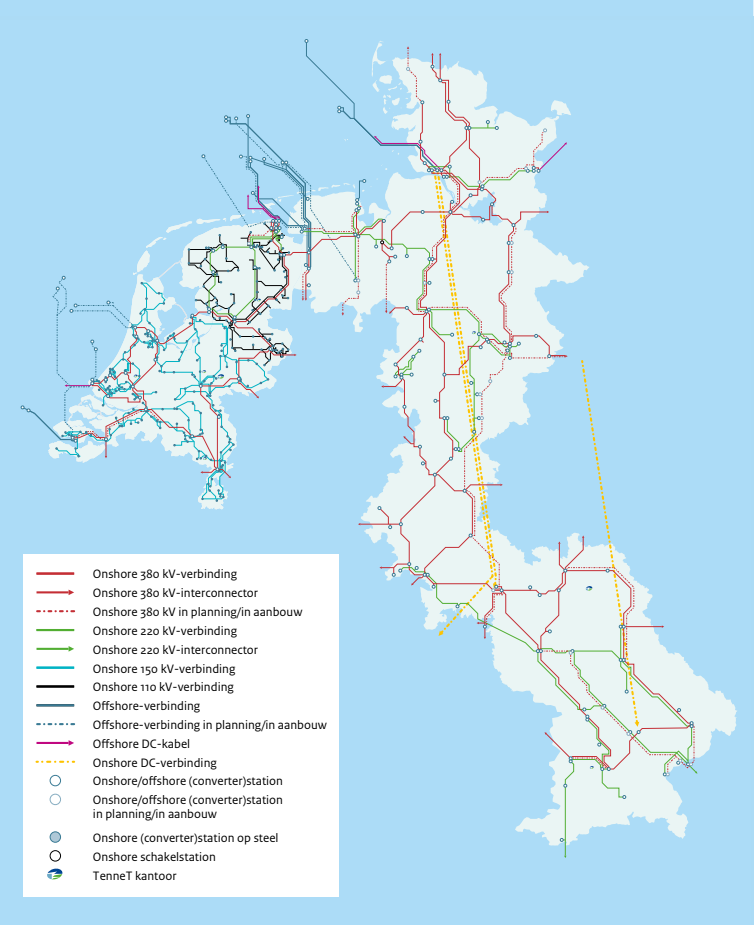 Onshore 380 kV-verbinding
Onshore 380 kV-interconnector
Onshore 380 kV in planning/in aanbouw
Onshore 220 kV-verbinding
Onshore 220 kV-interconnector
Onshore 150 kV-verbinding
Onshore 110 kV-verbinding
Offshore-verbinding
Offshore-verbinding in planning/in aanbouw
Offshore DC-kabel
Onshore DC-verbinding
Onshore/offshore (converter)station
Onshore/offshore (converter)station
in planning/in aanbouw
Onshore (converter)station op steel
Onshore schakelstation
TenneT kantoor